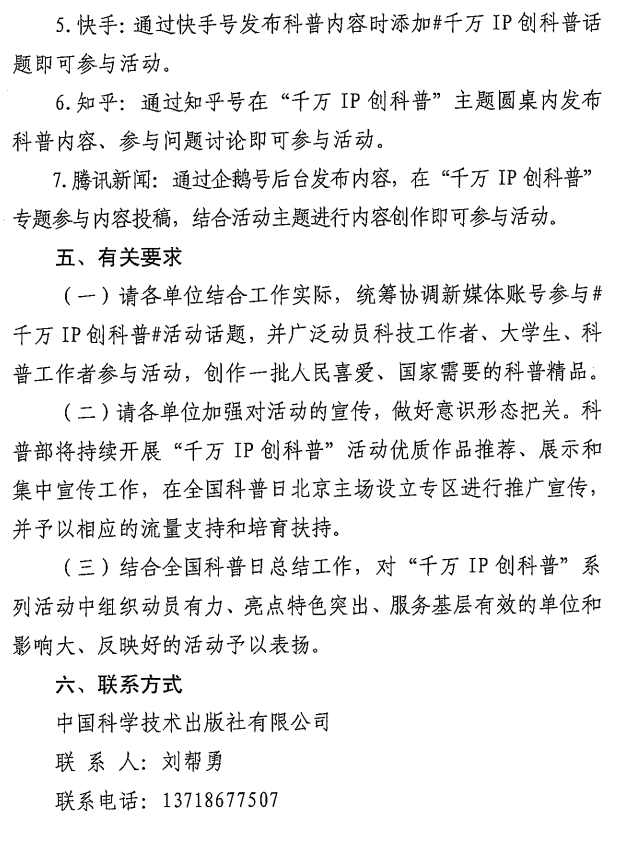 5.快手：通过快手号发布科普内容时添加#千万 IP 创科普话
题即可参与活动。
6.知乎：通过知乎号在“千万 IP 创科普”主题圆桌内发布
科普内容、参与问题讨论即可参与活动。
7.腾讯新闻：通过企鹅号后台发布内容，在“千万 IP 创科普”
专题参与内容投稿，结合活动主题进行内容创作即可参与活动。
五、有关要求
（一）请各单位结合工作实际，统筹协调新媒体账号参与#
千万 IP 创科普#活动话题，并广泛动员科技工作者、大学生、科
普工作者参与活动，创作一批人民喜爱、国家需要的科普精品。
（二）请各单位加强对活动的宣传，做好意识形态把关。科
普部将持续开展“千万 IP 创科普”活动优质作品推荐、展示和
集中宣传工作，在全国科普日北京主场设立专区进行推广宣传，
并予以相应的流量支持和培育扶持。
（三）结合全国科普日总结工作，对“千万 IP 创科普”系
列活动中组织动员有力、亮点特色突出、服务基层有效的单位和
影响大、反映好的活动予以表扬。
六、联系方式
中国科学技术出版社有限公司
联 系 人：刘帮勇
联系电话：13718677507